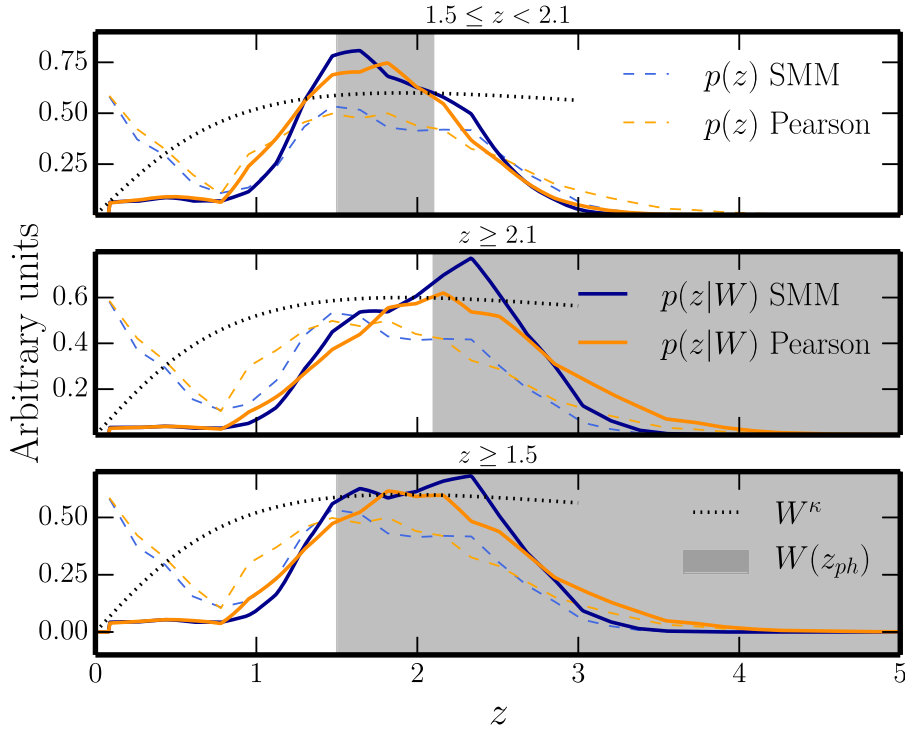 1.5 ≤ z < 2.1
0.75
0.50
0.25
p(z) SMM
p(z) Pearson
z ≥ 2.1
0.6
0.4
0.2
p(z|W) SMM
p(z|W) Pearson
Arbitrary units
z ≥ 1.5
0.50
0.25
0.00
W^κ
W(z_{ph})
0 1 2 3 4 5
z